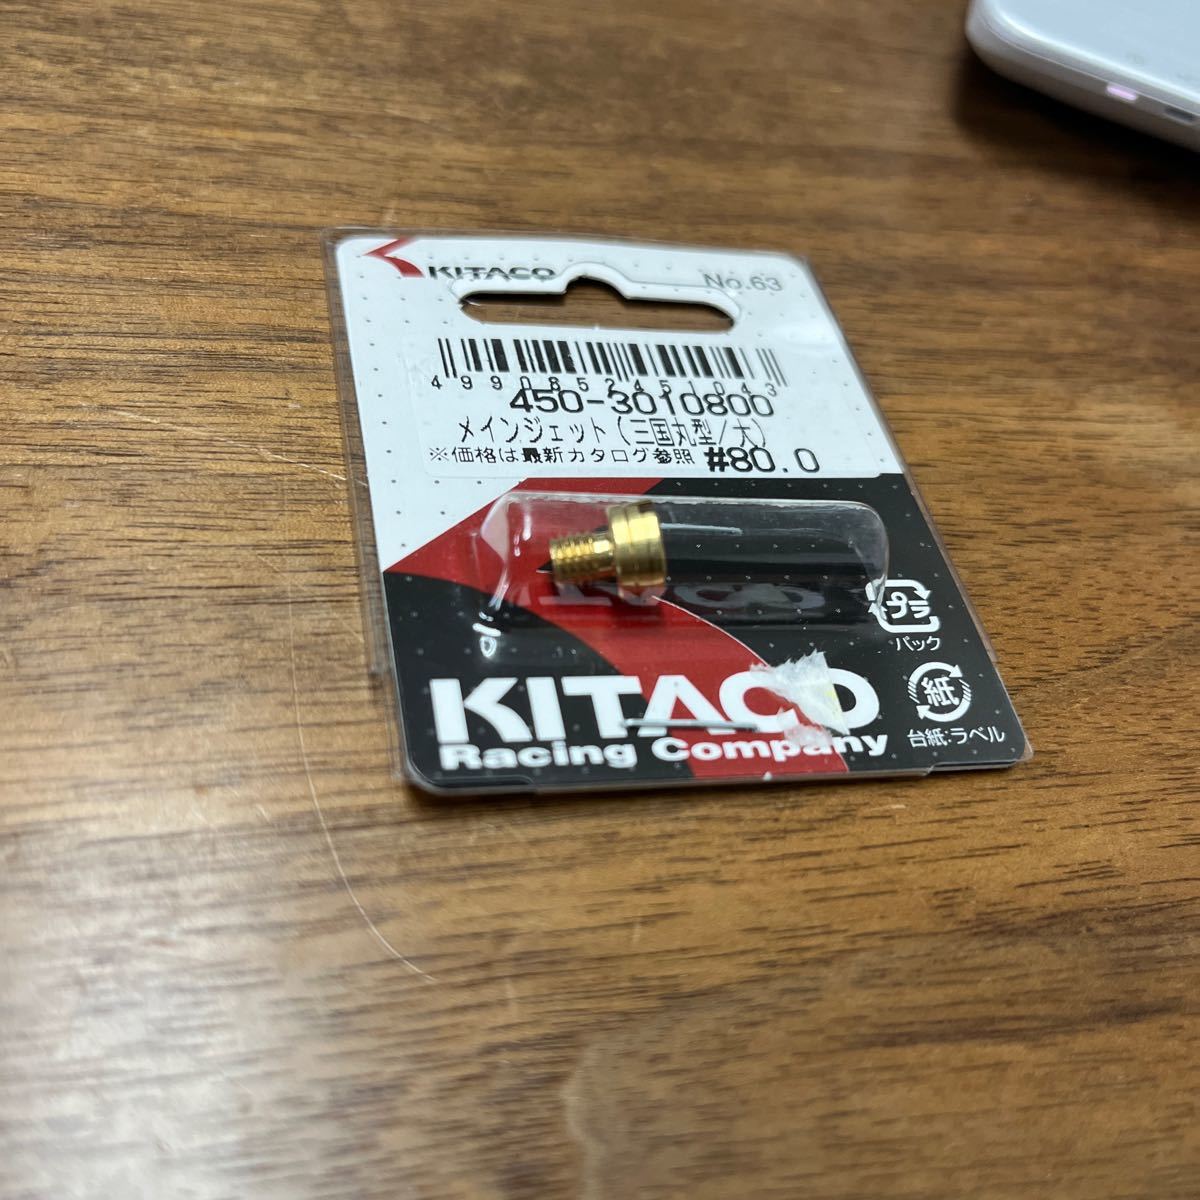 KITACO
No.63
4990852451043
450-3010800
メインジェット(三国丸型/大)
※価格は最新カタログ参照 #80.0
プラ
パック
KITACO
Racing Company
紙
台紙:ラベル